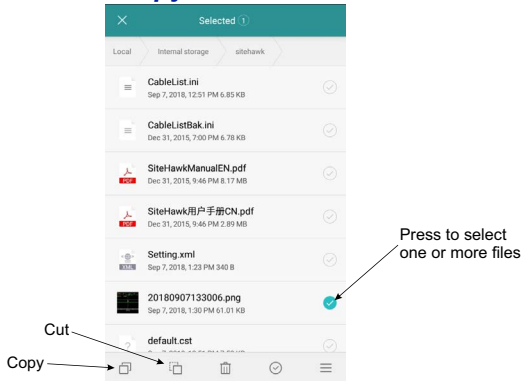 Selected 1
Local Internal storage sitehawk
CableList.ini
Sep 7, 2018, 12:51 PM 6.85 KB
CableListBak.ini
Dec 31, 2015, 7:00 PM 6.78 KB
PDF
SiteHawkManualEN.pdf
Dec 31, 2015, 9:46 PM 8.17 MB
PDF
SiteHawk用户手册CN.pdf
Dec 31, 2015, 9:46 PM 2.89 MB
XML
Setting.xml
Sep 7, 2018, 1:23 PM 340 B
Press to select
one or more files
20180907133006.png
Sep 7, 2018, 1:30 PM 61.01 KB
?
default.cst
Cut
Copy